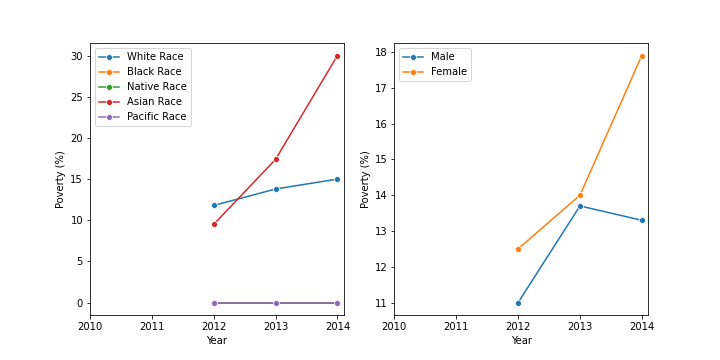 White Race
Black Race
Native Race
Asian Race
Pacific Race
Poverty (%)
30
25
20
15
10
5
0
2010 2011 2012 2013 2014
Year
Male
Female
Poverty (%)
18
17
16
15
14
13
12
11
2010 2011 2012 2013 2014
Year